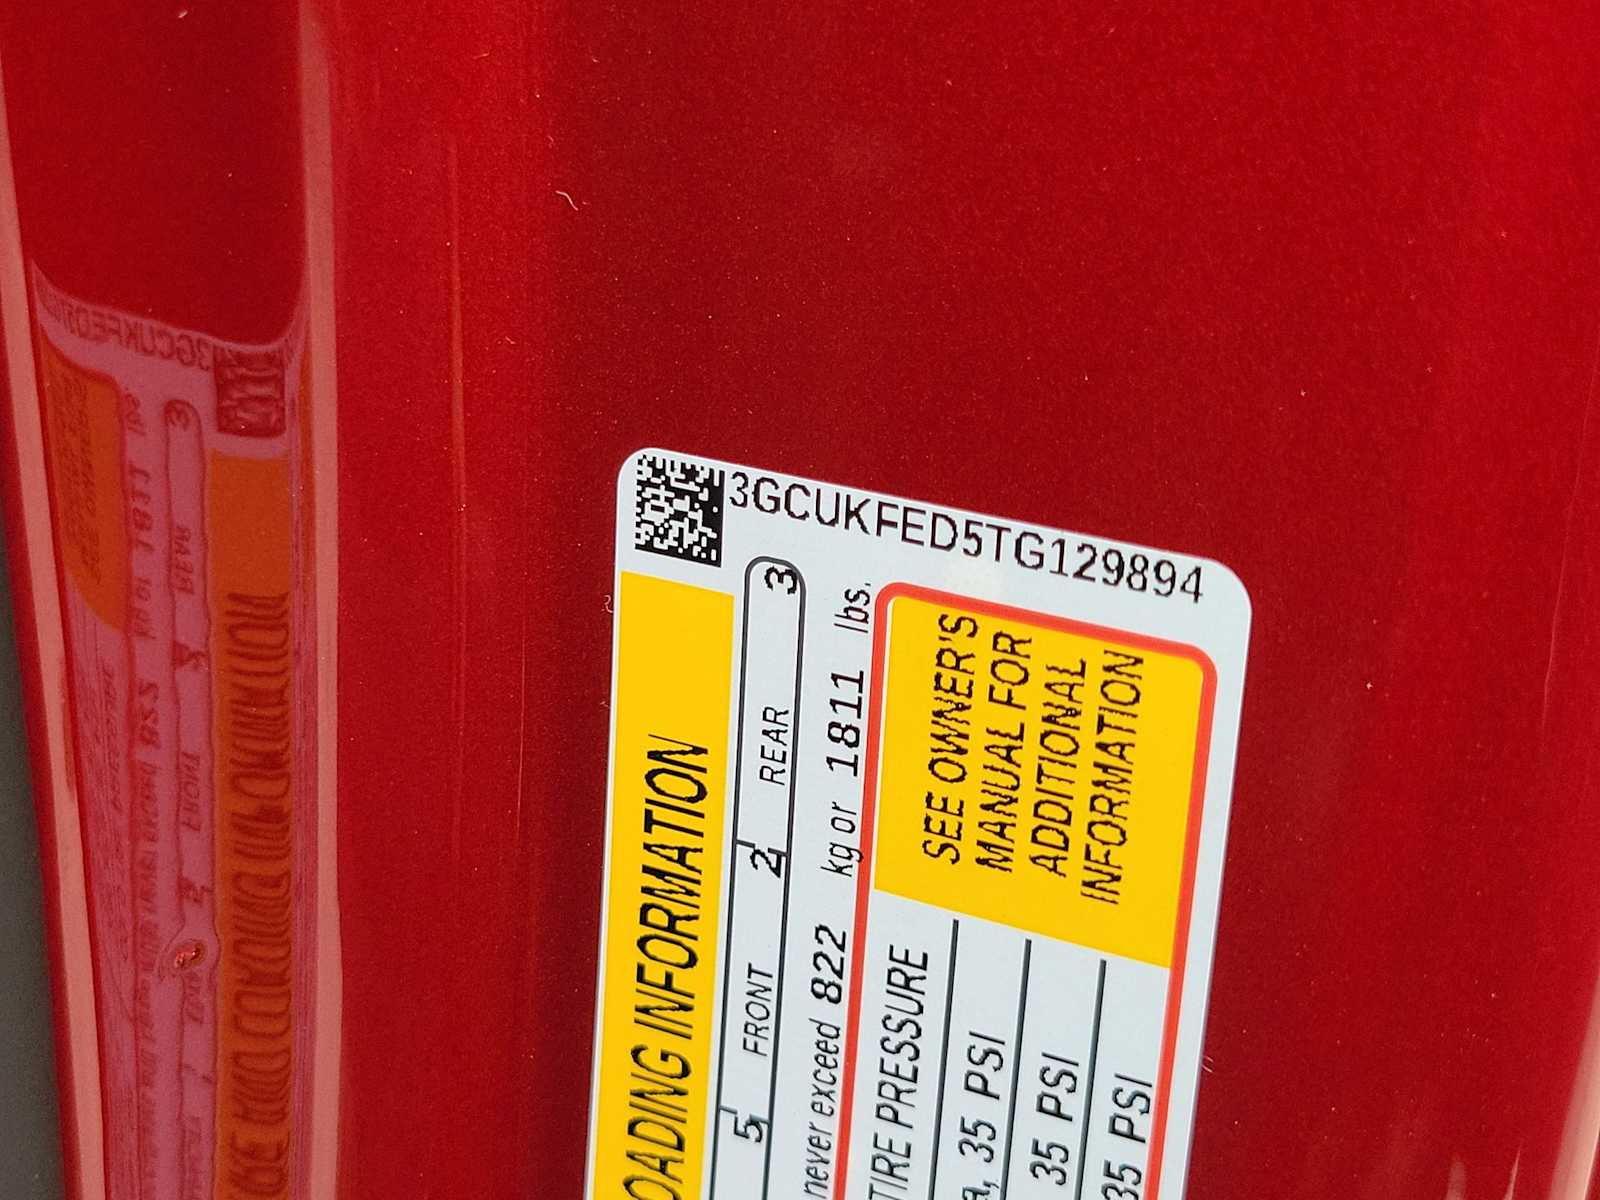 3GCUKFED5TG129894
OADING INFORMATION
5 FRONT 2 REAR 3
never exceed 822 kg or 1811 lbs.
TIRE PRESSURE
SEE OWNER'S
MANUAL FOR
ADDITIONAL
INFORMATION
a, 35 PSI
35 PSI
35 PSI